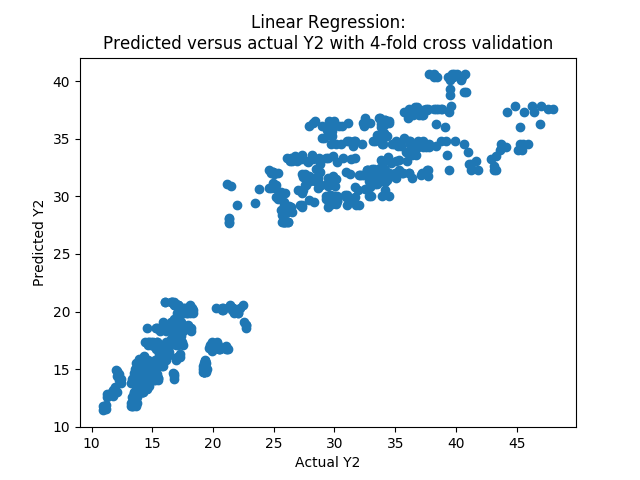 Linear Regression:
Predicted versus actual Y2 with 4-fold cross validation
40
35
30
25
20
15
10
Predicted Y2
10 15 20 25 30 35 40 45
Actual Y2